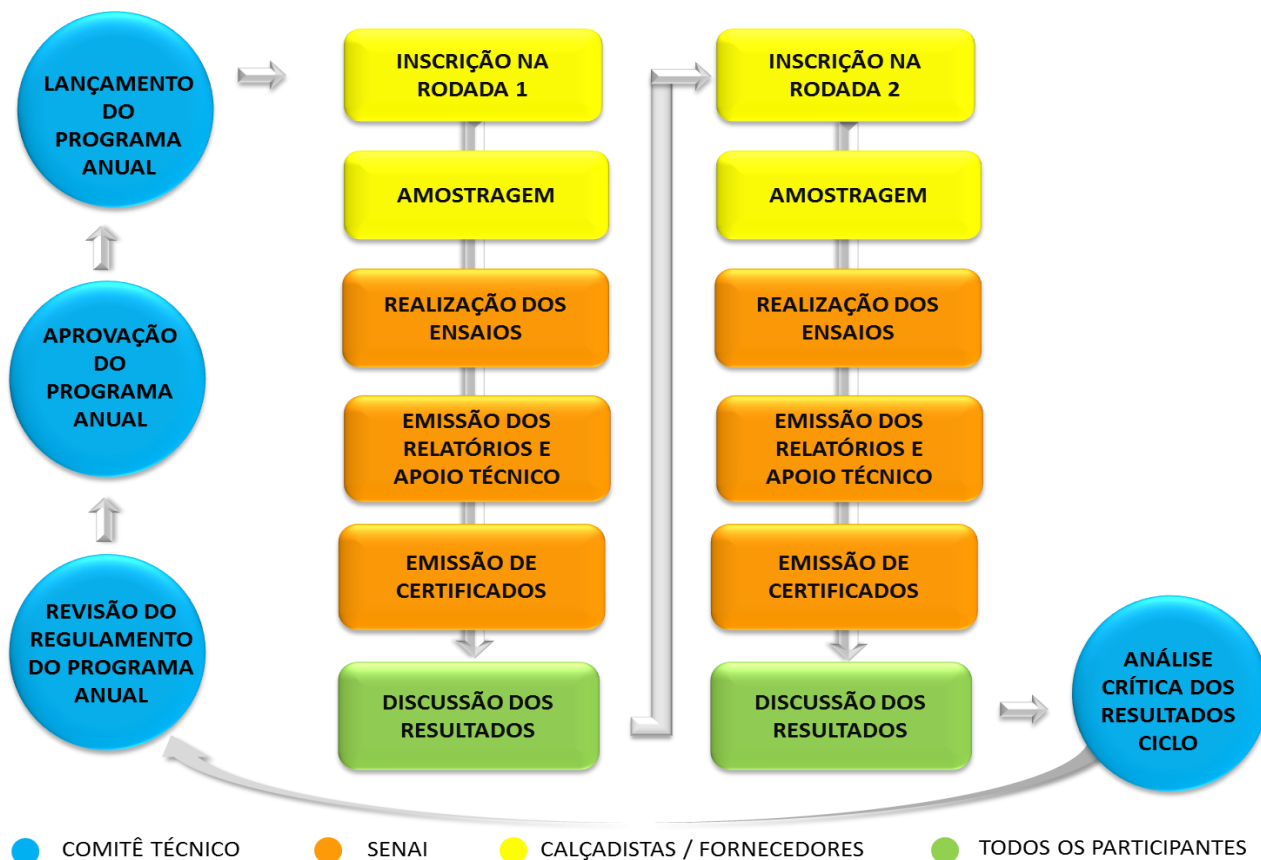 LANÇAMENTO
DO
PROGRAMA
ANUAL
APROVAÇÃO
DO
PROGRAMA
ANUAL
REVISÃO DO
REGULAMENTO
DO PROGRAMA
ANUAL
INSCRIÇÃO NA
RODADA 1
AMOSTRAGEM
REALIZAÇÃO DOS
ENSAIOS
EMISSÃO DOS
RELATÓRIOS E
APOIO TÉCNICO
EMISSÃO DE
CERTIFICADOS
DISCUSSÃO DOS
RESULTADOS
INSCRIÇÃO NA
RODADA 2
AMOSTRAGEM
REALIZAÇÃO DOS
ENSAIOS
EMISSÃO DOS
RELATÓRIOS E
APOIO TÉCNICO
EMISSÃO DE
CERTIFICADOS
DISCUSSÃO DOS
RESULTADOS
ANÁLISE
CRÍTICA DOS
RESULTADOS
CICLO
COMITÊ TÉCNICO
SENAI
CALÇADISTAS / FORNECEDORES
TODOS OS PARTICIPANTES